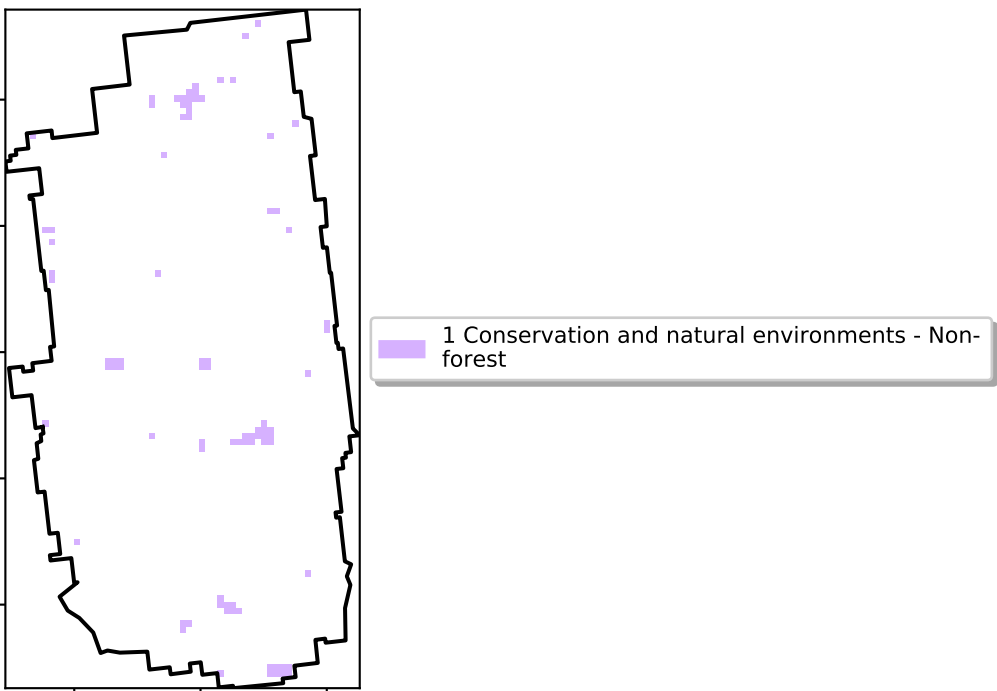 1 Conservation and natural environments - Non-
forest